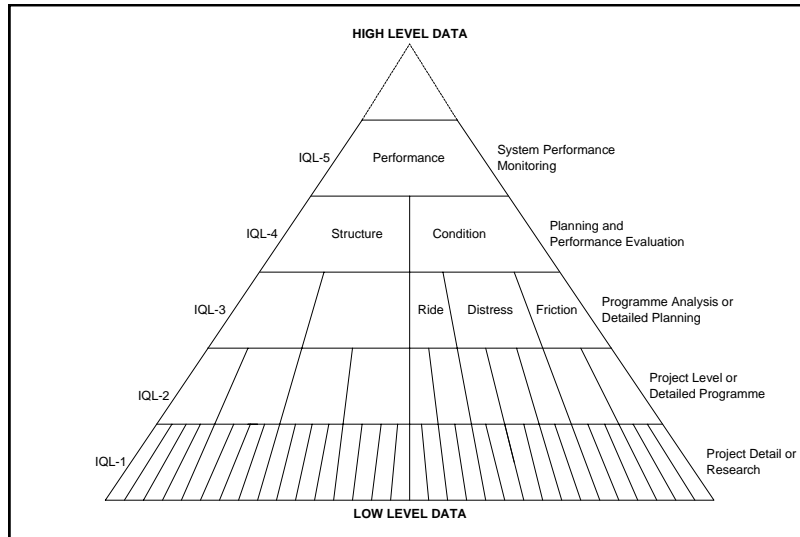 HIGH LEVEL DATA
IQL-5
Performance
System Performance
Monitoring
IQL-4
Structure
Condition
Planning and
Performance Evaluation
IQL-3
Ride
Distress
Friction
Programme Analysis or
Detailed Planning
IQL-2
Project Level or
Detailed Programme
IQL-1
Project Detail or
Research
LOW LEVEL DATA